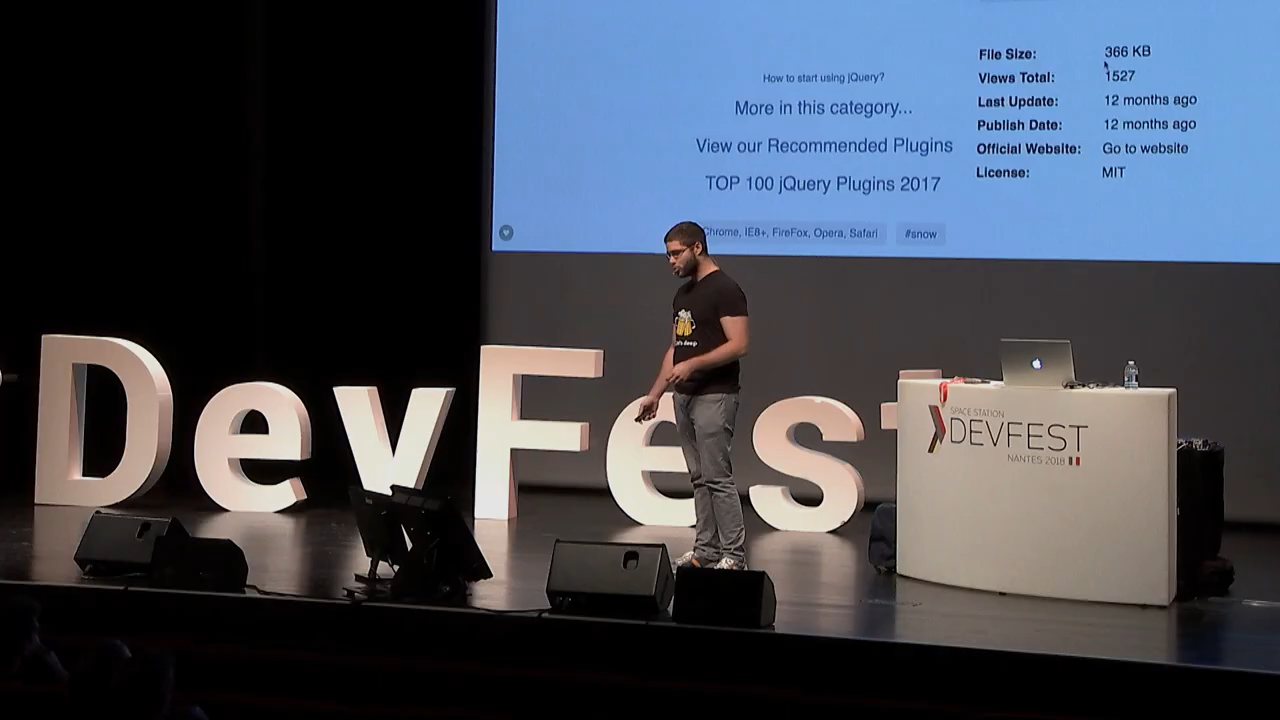 How to start using jQuery?
More in this category...
View our Recommended Plugins
TOP 100 jQuery Plugins 2017
Chrome, IE8+, FireFox, Opera, Safari
#snow
File Size: 366 KB
Views Total: 1527
Last Update: 12 months ago
Publish Date: 12 months ago
Official Website: Go to website
License: MIT
DevFest
SPACE STATION
DEVFEST
NANTES 2018